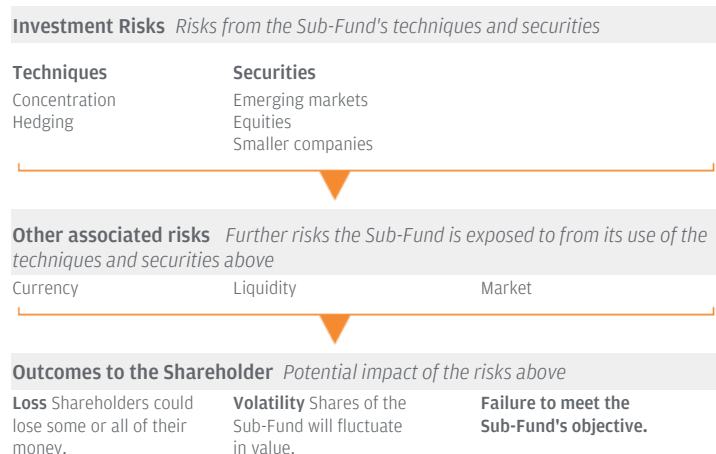 Investment Risks Risks from the Sub-Fund's techniques and securities
Techniques
Concentration
Hedging
Securities
Emerging markets
Equities
Smaller companies
Other associated risks Further risks the Sub-Fund is exposed to from its use of the
techniques and securities above
Currency
Liquidity
Market
Outcomes to the Shareholder Potential impact of the risks above
Loss Shareholders could
lose some or all of their
money.
Volatility Shares of the
Sub-Fund will fluctuate
in value.
Failure to meet the
Sub-Fund's objective.